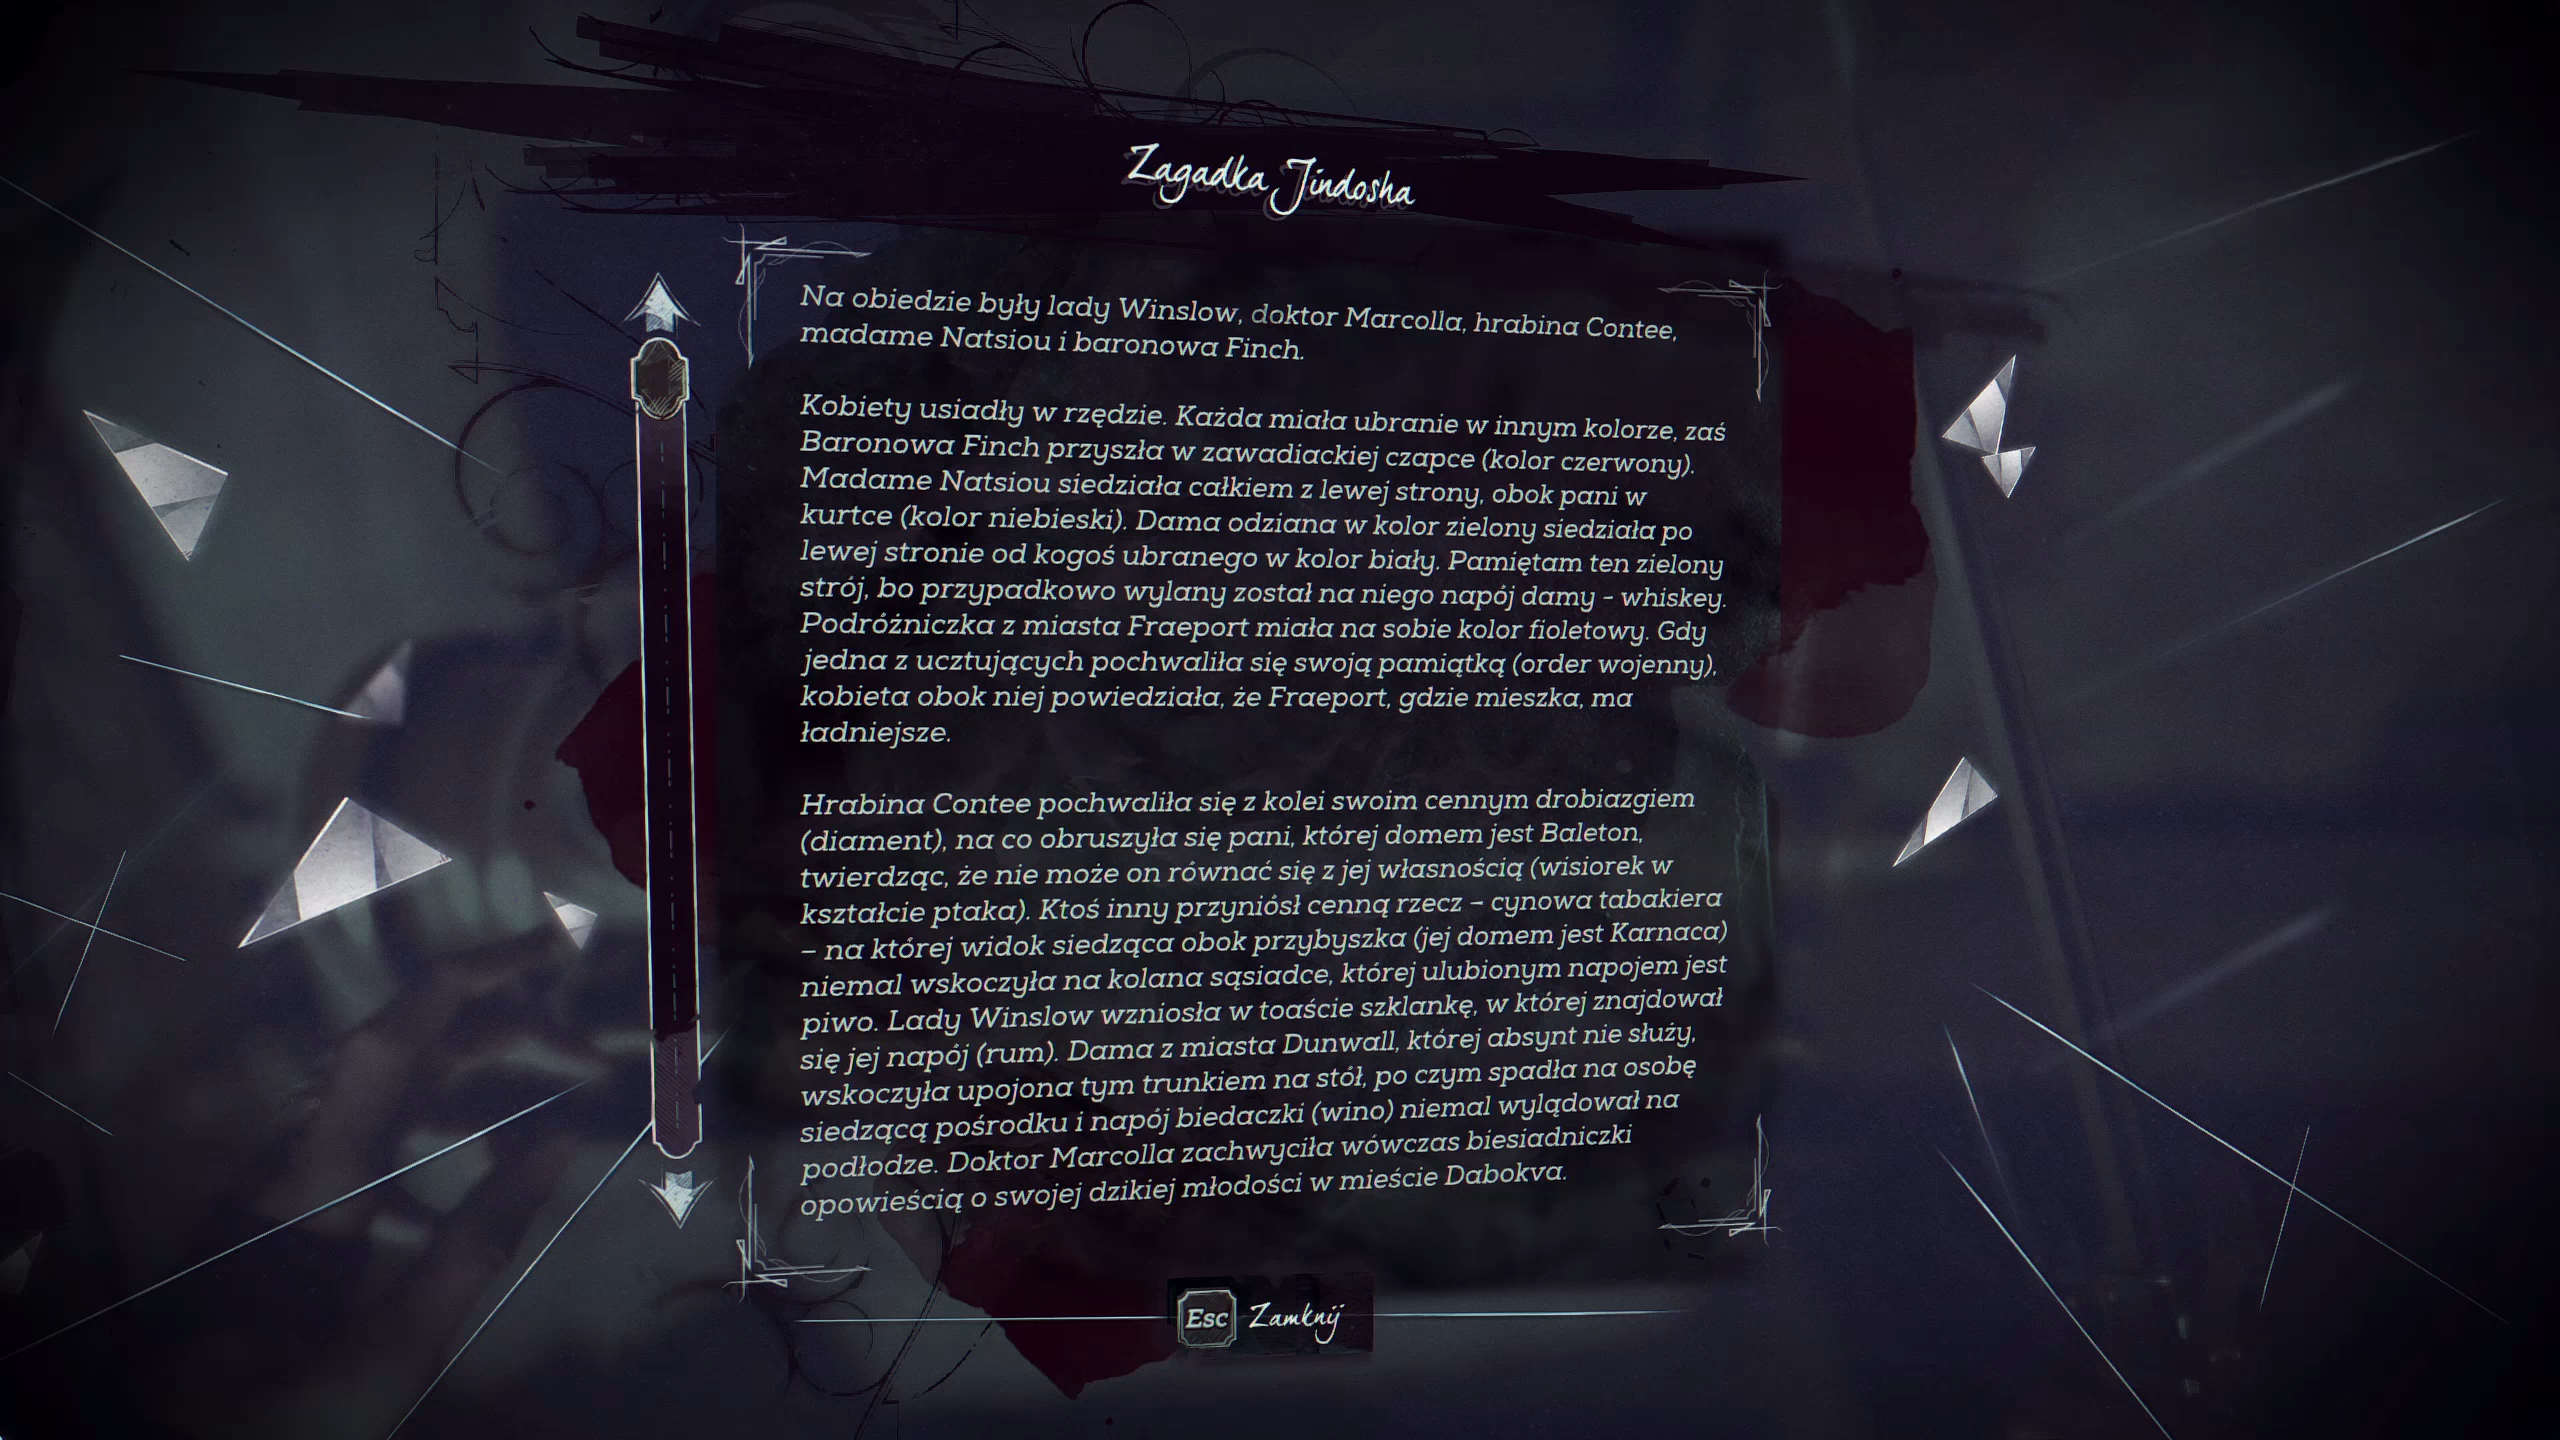 Zagadka Jindosha
Na obiedzie były lady Winslow, doktor Marcolla, hrabina Contee,
madame Natsiou i baronowa Finch.
Kobiety usiadły w rzędzie. Każda miała ubranie w innym kolorze, zaś
Baronowa Finch przyszła w zawadiackiej czapce (kolor czerwony).
Madame Natsiou siedziała całkiem z lewej strony, obok pani w
kurtce (kolor niebieski). Dama odziana w kolor zielony siedziała po
lewej stronie od kogoś ubranego w kolor biały. Pamiętam ten zielony
strój, bo przypadkowo wylany został na niego napój damy - whiskey.
Podróżniczka z miasta Fraeport miała na sobie kolor fioletowy. Gdy
jedna z ucztujących pochwaliła się swoją pamiątką (order wojenny),
kobieta obok niej powiedziała, że Fraeport, gdzie mieszka, ma
ładniejsze.
Hrabina Contee pochwaliła się z kolei swoim cennym drobiazgiem
(diament), na co obruszyła się pani, której domem jest Baleton,
twierdząc, że nie może on równać się z jej własnością (wisiorek w
kształcie ptaka). Ktoś inny przyniósł cenną rzecz – cynowa tabakiera
– na której widok siedząca obok przybyszka (jej domem jest Karnaca)
niemal wskoczyła na kolana sąsiadce, której ulubionym napojem jest
piwo. Lady Winslow wzniosła w toaście szklankę, w której znajdował
się jej napój (rum). Dama z miasta Dunwall, której absynt nie służy,
wskoczyła upojona tym trunkiem na stół, po czym spadła na osobę
siedzącą pośrodku i napój biedaczki (wino) niemal wylądował na
podłodze. Doktor Marcolla zachwyciła wówczas biesiadniczki
opowieścią o swojej dzikiej młodości w mieście Dabokva.
Esc Zamknij